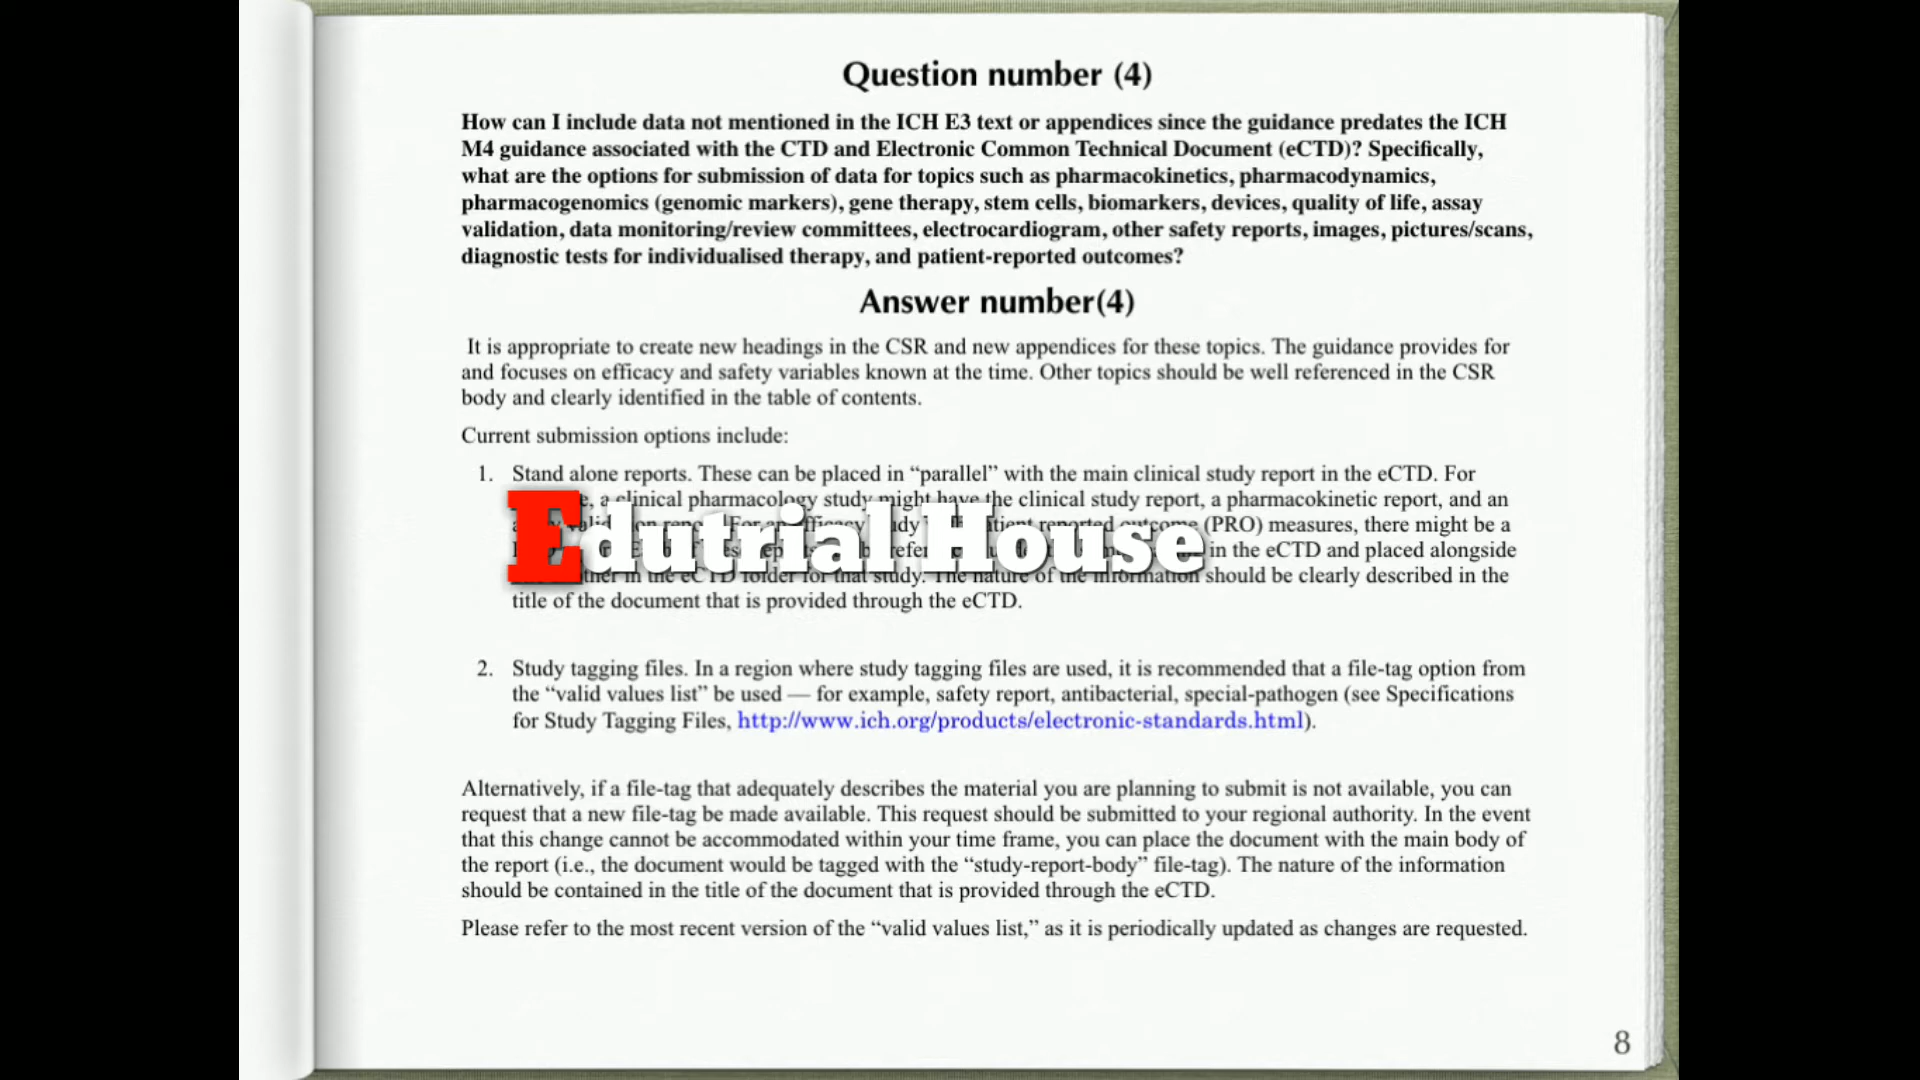 Question number (4)
How can I include data not mentioned in the ICH E3 text or appendices since the guidance predates the ICH
M4 guidance associated with the CTD and Electronic Common Technical Document (eCTD)? Specifically,
what are the options for submission of data for topics such as pharmacokinetics, pharmacodynamics,
pharmacogenomics (genomic markers), gene therapy, stem cells, biomarkers, devices, quality of life, assay
validation, data monitoring/review committees, electrocardiogram, other safety reports, images, pictures/scans,
diagnostic tests for individualised therapy, and patient-reported outcomes?
Answer number(4)
It is appropriate to create new headings in the CSR and new appendices for these topics. The guidance provides for
and focuses on efficacy and safety variables known at the time. Other topics should be well referenced in the CSR
body and clearly identified in the table of contents.
Current submission options include:
1. Stand alone reports. These can be placed in “parallel” with the main clinical study report in the eCTD. For
a clinical pharmacology study might have the clinical study report, a pharmacokinetic report, and an
(PRO) measures, there might be a
Edutrial House
in the eCTD and placed alongside
in the eCTD folder for that study. The nature of the information should be clearly described in the
title of the document that is provided through the eCTD.
2. Study tagging files. In a region where study tagging files are used, it is recommended that a file-tag option from
the “valid values list” be used — for example, safety report, antibacterial, special-pathogen (see Specifications
for Study Tagging Files, http://www.ich.org/products/electronic-standards.html).
Alternatively, if a file-tag that adequately describes the material you are planning to submit is not available, you can
request that a new file-tag be made available. This request should be submitted to your regional authority. In the event
that this change cannot be accommodated within your time frame, you can place the document with the main body of
the report (i.e., the document would be tagged with the “study-report-body” file-tag). The nature of the information
should be contained in the title of the document that is provided through the eCTD.
Please refer to the most recent version of the “valid values list,” as it is periodically updated as changes are requested.
8